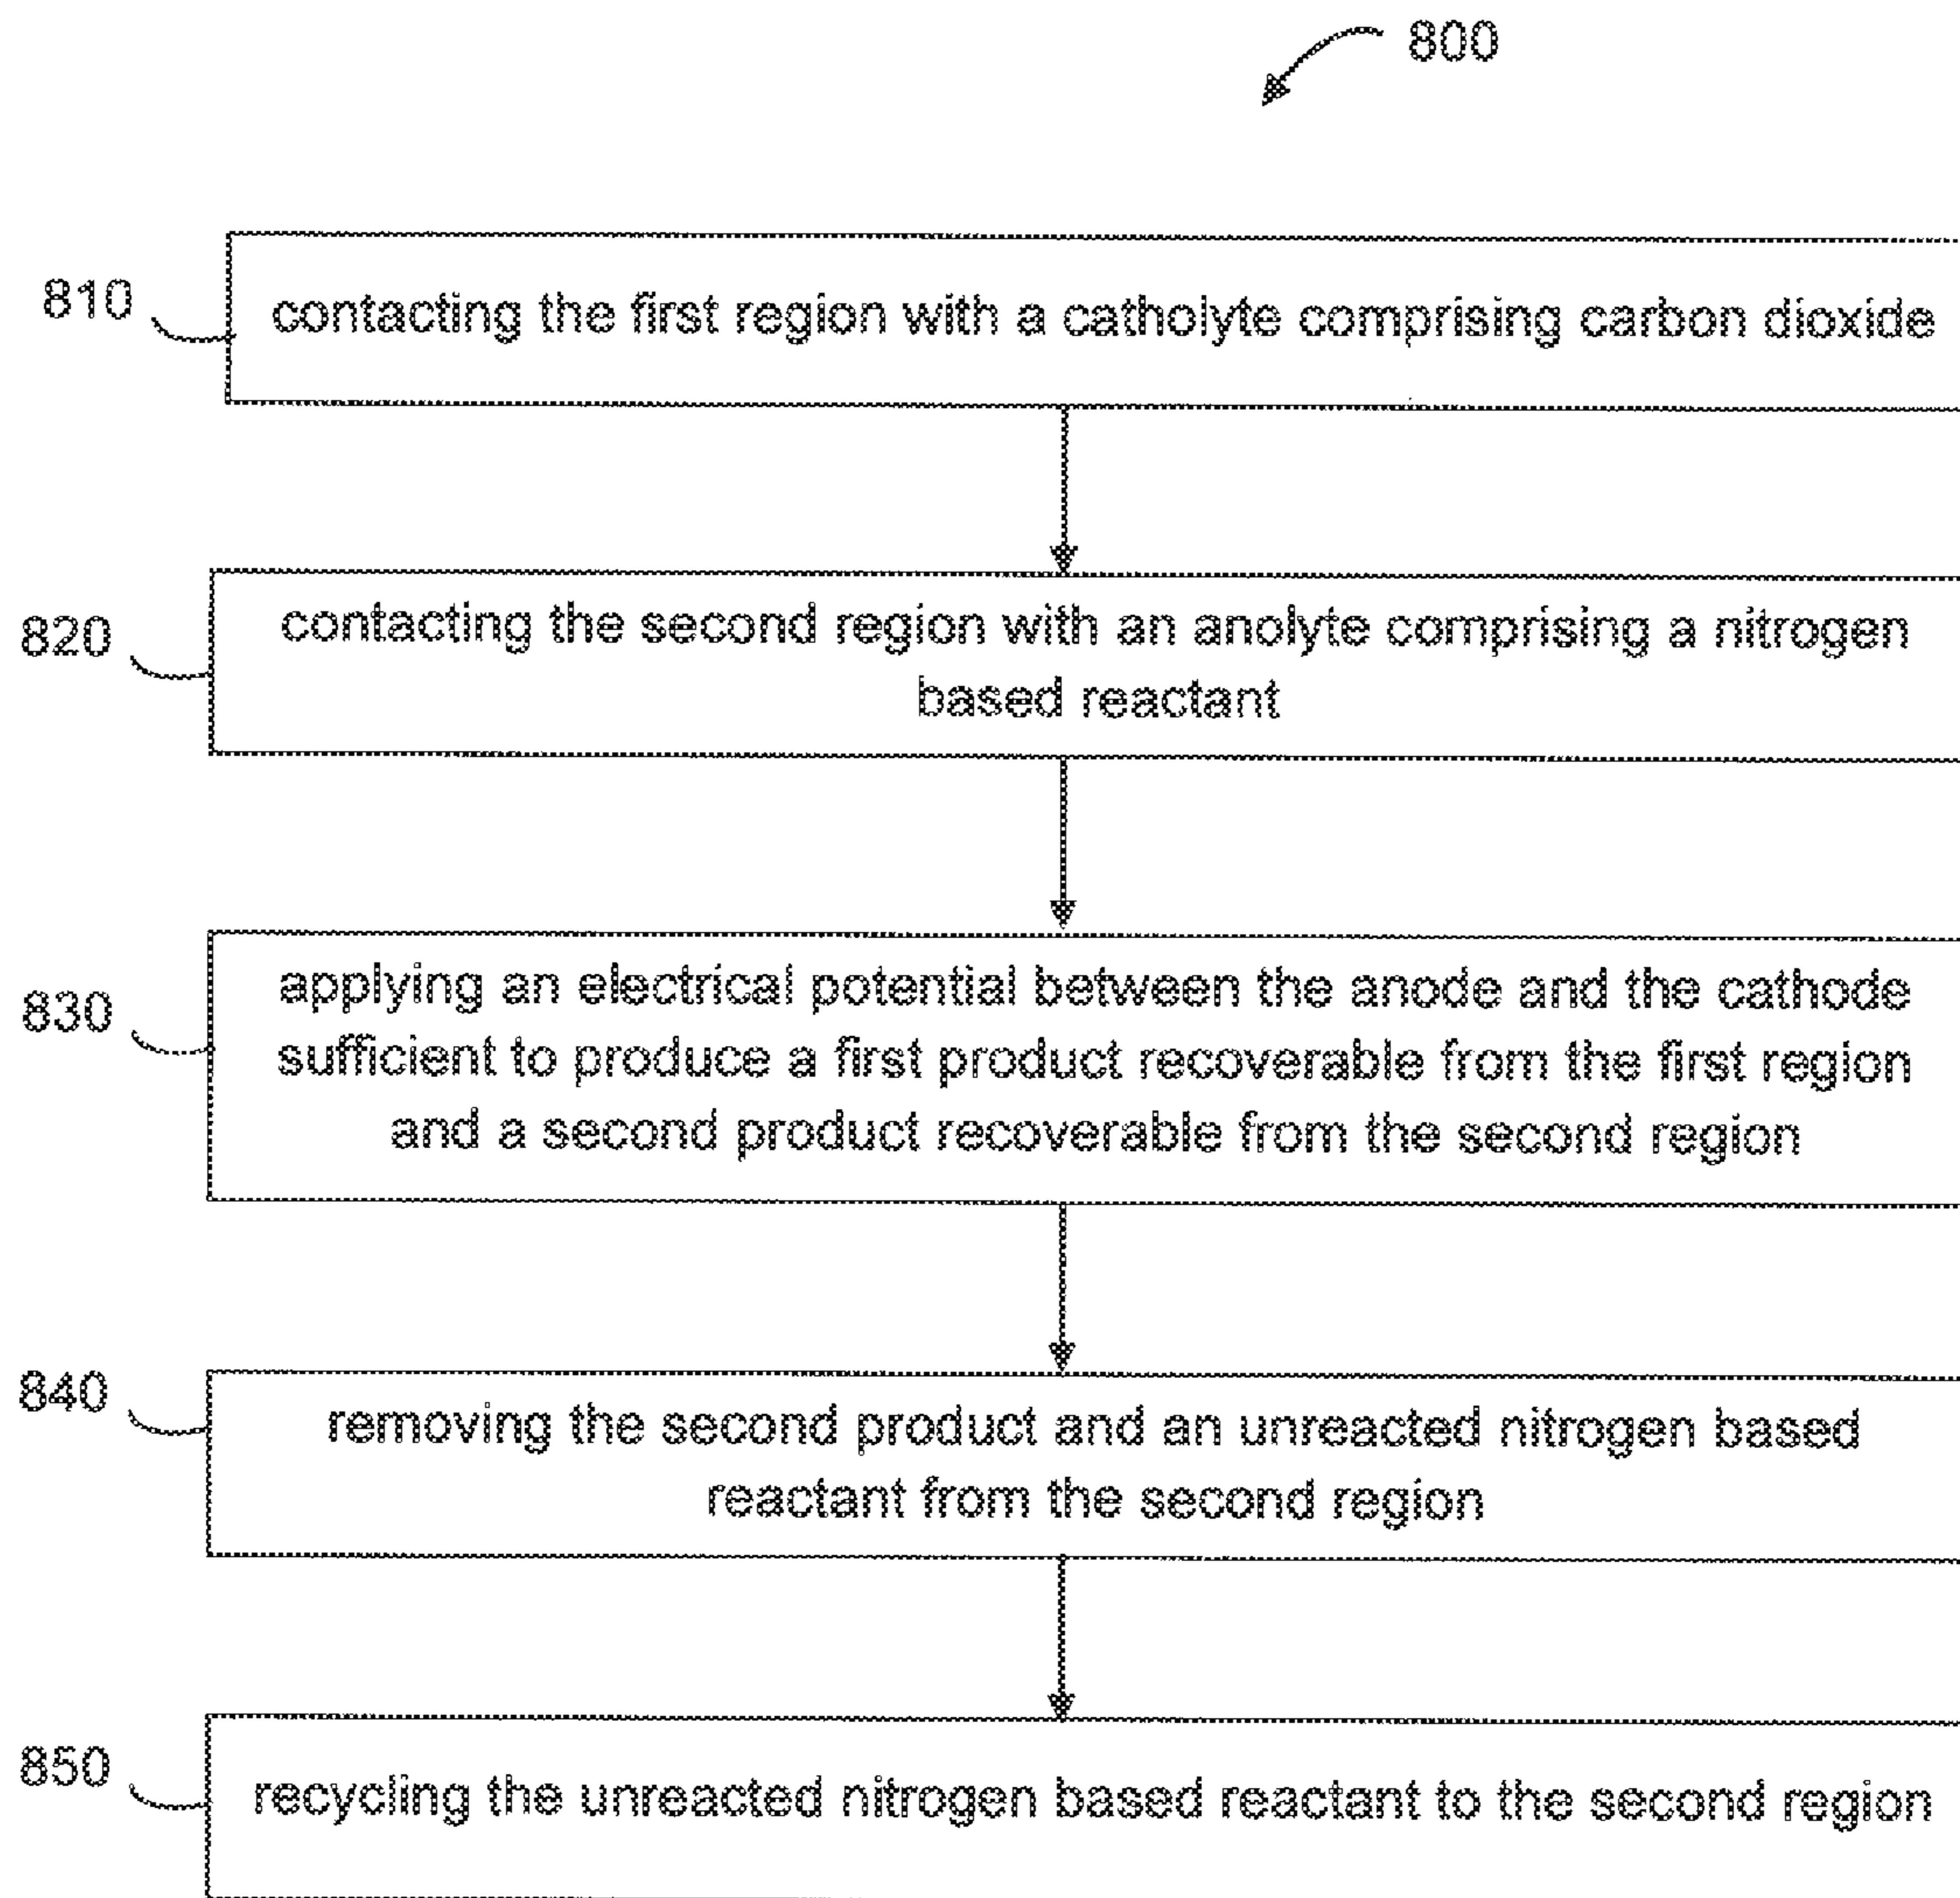 800
810
contacting the first region with a catholyte comprising carbon dioxide
820
contacting the second region with an anolyte comprising a nitrogen
based reactant
830
applying an electrical potential between the anode and the cathode
sufficient to produce a first product recoverable from the first region
and a second product recoverable from the second region
840
removing the second product and an unreacted nitrogen based
reactant from the second region
850
recycling the unreacted nitrogen based reactant to the second region